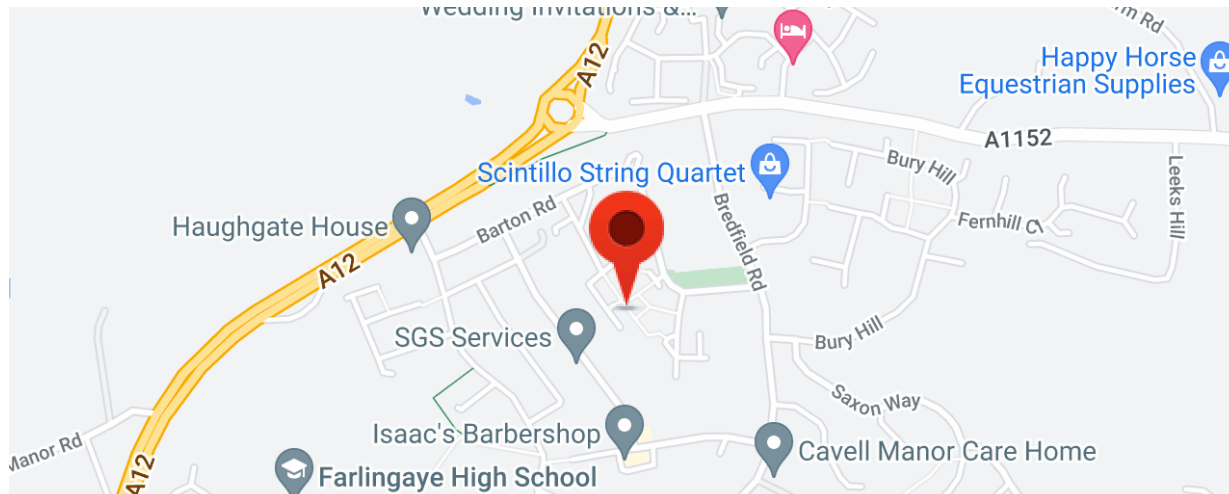 Wedding Invitations &...
A12
Happy Horse
Equestrian Supplies
A1152
Bury Hill
Leeks Hill
Scintillo String Quartet
Haughgate House
Barton Rd
Bredfield Rd
Fernhill Cl
A12
SGS Services
Bury Hill
Saxon Way
Isaac's Barbershop
Cavell Manor Care Home
Manor Rd
A12
Farlingaye High School